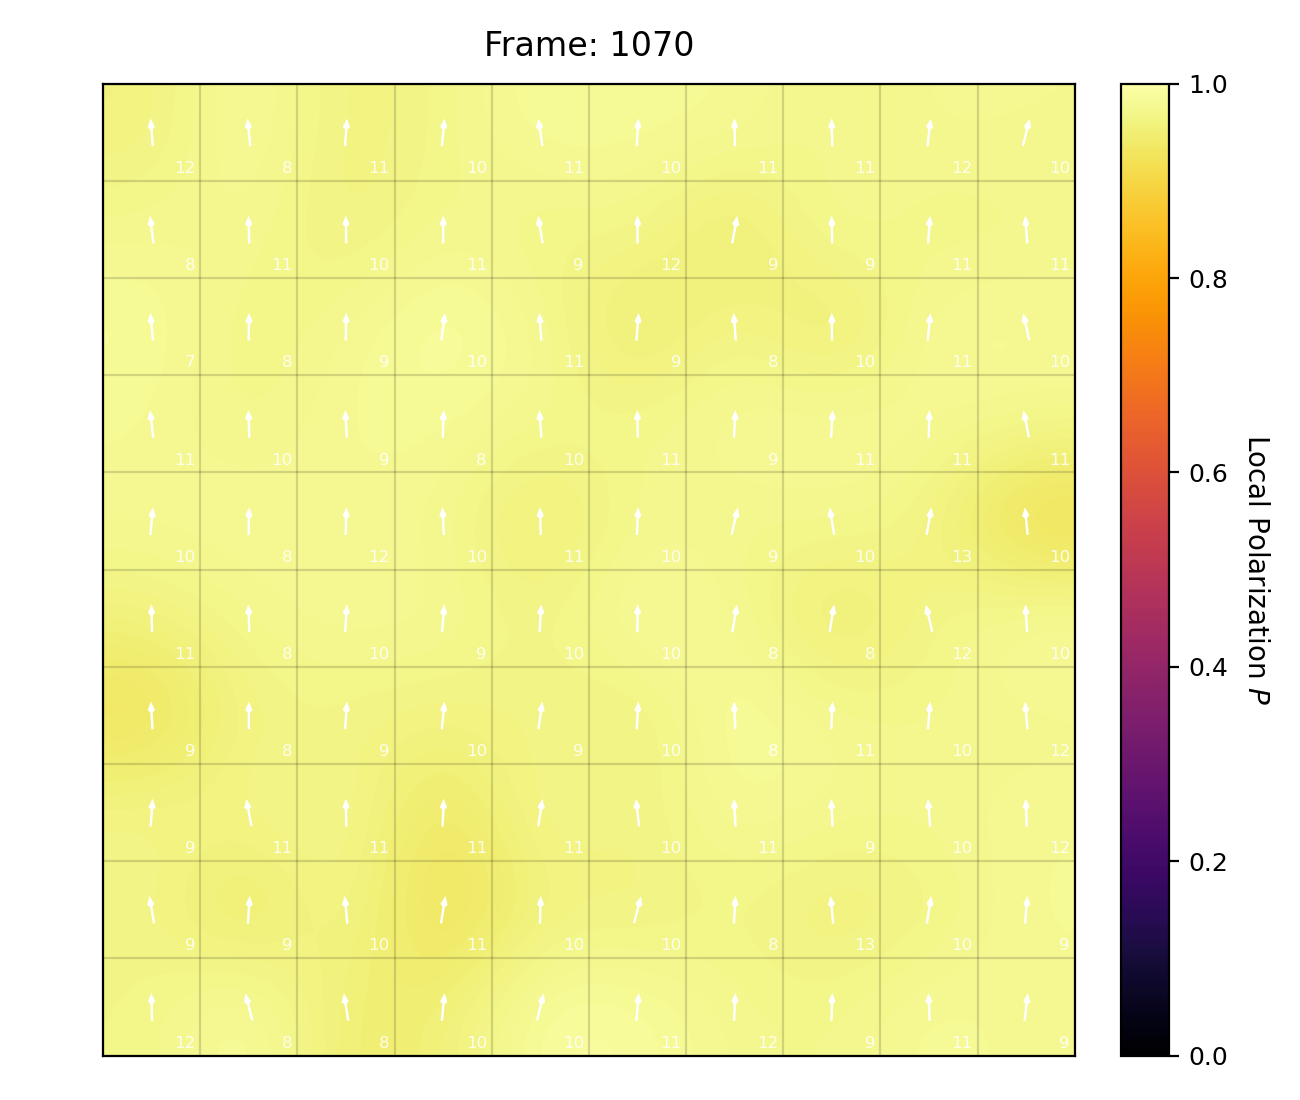 Frame: 1070
12 8 11 10 11 10 11 11 12 10
8 11 10 11 9 12 9 9 11 11
7 8 9 10 11 9 8 10 11 10
11 10 9 8 10 11 9 11 11 11
10 8 12 10 11 10 9 10 13 10
11 8 10 9 10 10 8 8 12 10
9 8 9 10 9 10 8 11 10 12
9 11 11 11 11 10 11 9 10 12
9 9 10 11 10 10 8 13 10 9
12 8 8 10 10 11 12 9 11 9
1.0
0.8
0.6
0.4
0.2
0.0
Local Polarization P